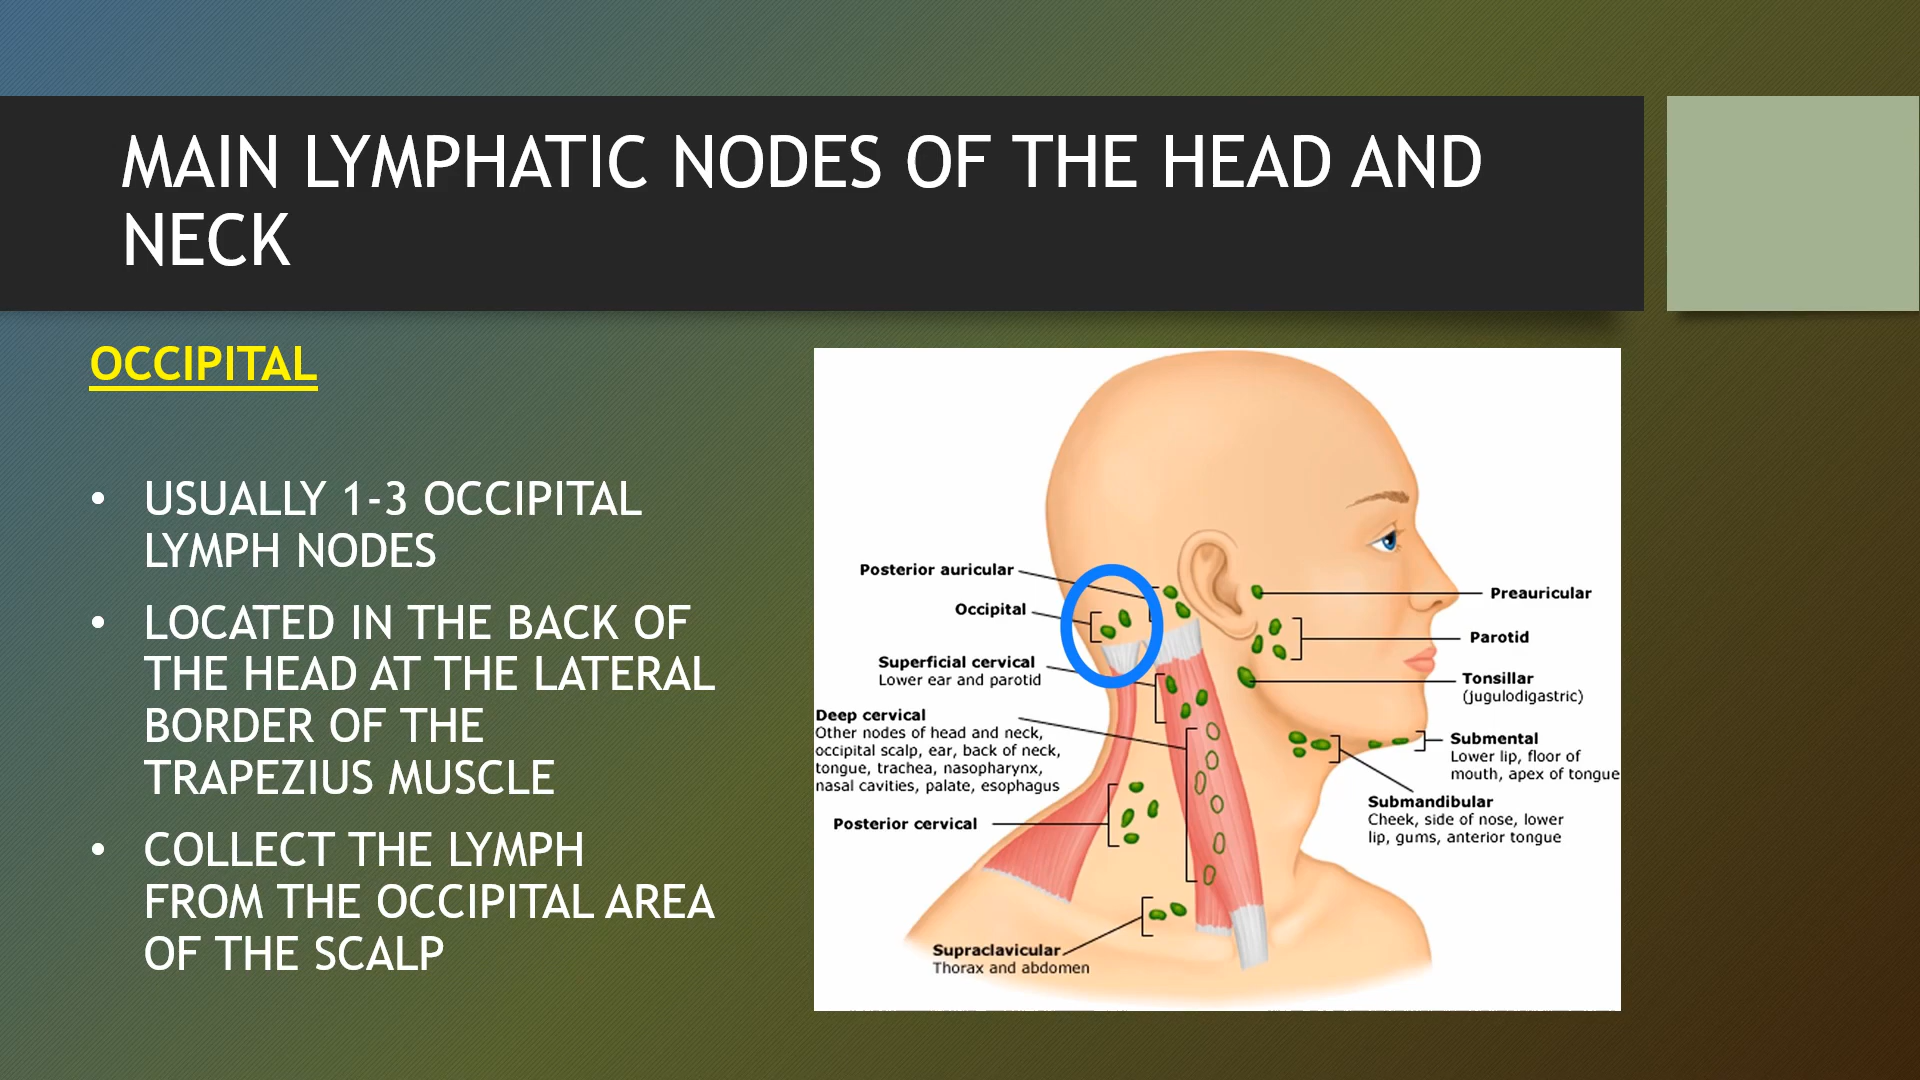 MAIN LYMPHATIC NODES OF THE HEAD AND
NECK
OCCIPITAL
• USUALLY 1-3 OCCIPITAL
LYMPH NODES
• LOCATED IN THE BACK OF
THE HEAD AT THE LATERAL
BORDER OF THE
TRAPEZIUS MUSCLE
• COLLECT THE LYMPH
FROM THE OCCIPITAL AREA
OF THE SCALP
Posterior auricular
Occipital
Superficial cervical
Lower ear and parotid
Deep cervical
Other nodes of head and neck,
occipital scalp, ear, back of neck,
tongue, trachea, nasopharynx,
nasal cavities, palate, esophagus
Posterior cervical
Supraclavicular
Thorax and abdomen
Preauricular
Parotid
Tonsillar
(jugulodigastric)
Submental
Lower lip, floor of
mouth, apex of tongue
Submandibular
Cheek, side of nose, lower
lip, gums, anterior tongue